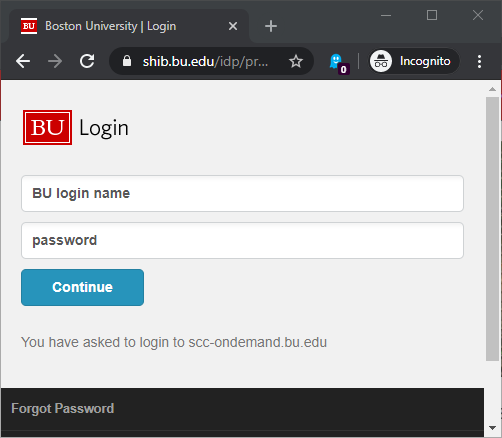 BU Boston University | Login
shib.bu.edu/idp/pr... 0 Incognito
BU Login
BU login name
password
Continue
You have asked to login to scc-ondemand.bu.edu
Forgot Password